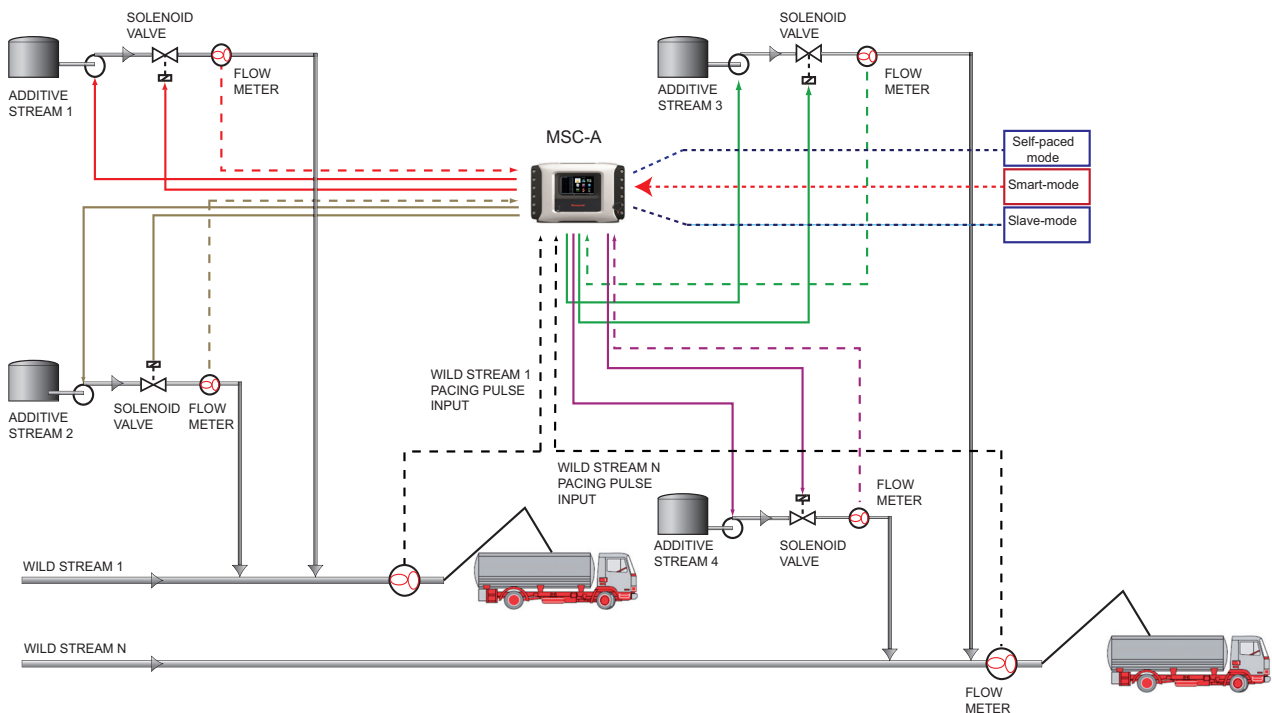 SOLENOID
VALVE
FLOW
METER
ADDITIVE
STREAM 1
SOLENOID
VALVE
FLOW
METER
ADDITIVE
STREAM 3
MSC-A
Self-paced
mode
Smart-mode
Slave-mode
ADDITIVE
STREAM 2
SOLENOID
VALVE
FLOW
METER
WILD STREAM 1
PACING PULSE
INPUT
WILD STREAM N
PACING PULSE
INPUT
ADDITIVE
STREAM 4
SOLENOID
VALVE
FLOW
METER
WILD STREAM 1
WILD STREAM N
FLOW
METER